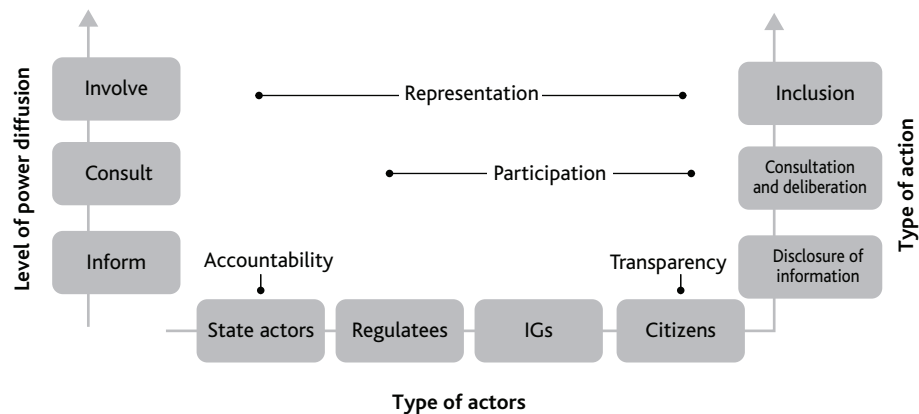 Level of power diffusion
Involve
Consult
Inform
Representation
Participation
Accountability
Transparency
Inclusion
Consultation
and deliberation
Disclosure of
information
Type of action
State actors
Regulatees
IGs
Citizens
Type of actors